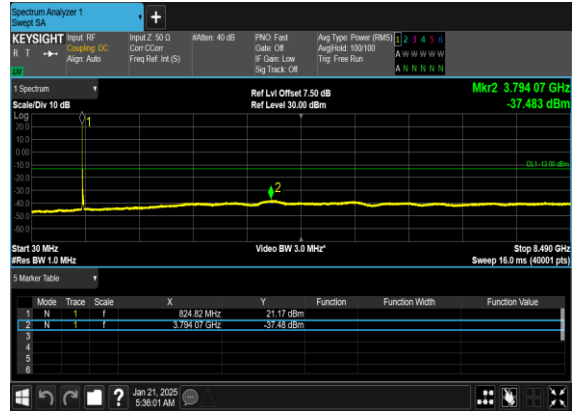 Spectrum Analyzer 1
Swept SA
KEYSIGHT Input: RF Input Z: 50 Ω #Atten: 40 dB PNO: Fast Avg Type: Power (RMS) 1 2 3 4 5 6
R T Coupling: DC Corr CCorr Gate: Off Avg|Hold: 100/100 A W W W W W
Align: Auto Freq Ref: Int (S) IF Gain: Low Trig: Free Run
Sig Track: Off A N N N N N
1 Spectrum Ref Lvl Offset 7.50 dB Mkr2 3.794 07 GHz
Scale/Div 10 dB Ref Level 30.00 dBm -37.483 dBm
Log
20.0
10.0
0.00
-10.0
-20.0
-30.0
-40.0
-50.0
-60.0
1
2
DL1 -13.00 dBm
Start 30 MHz Video BW 3.0 MHz* Stop 8.490 GHz
#Res BW 1.0 MHz Sweep 16.0 ms (40001 pts)
5 Marker Table
Mode Trace Scale X Y Function Function Width Function Value
1 N 1 f 824.82 MHz 21.17 dBm
2 N 1 f 3.794 07 GHz -37.48 dBm
3
4
5
6
? Jan 21, 2025
5:36:01 AM